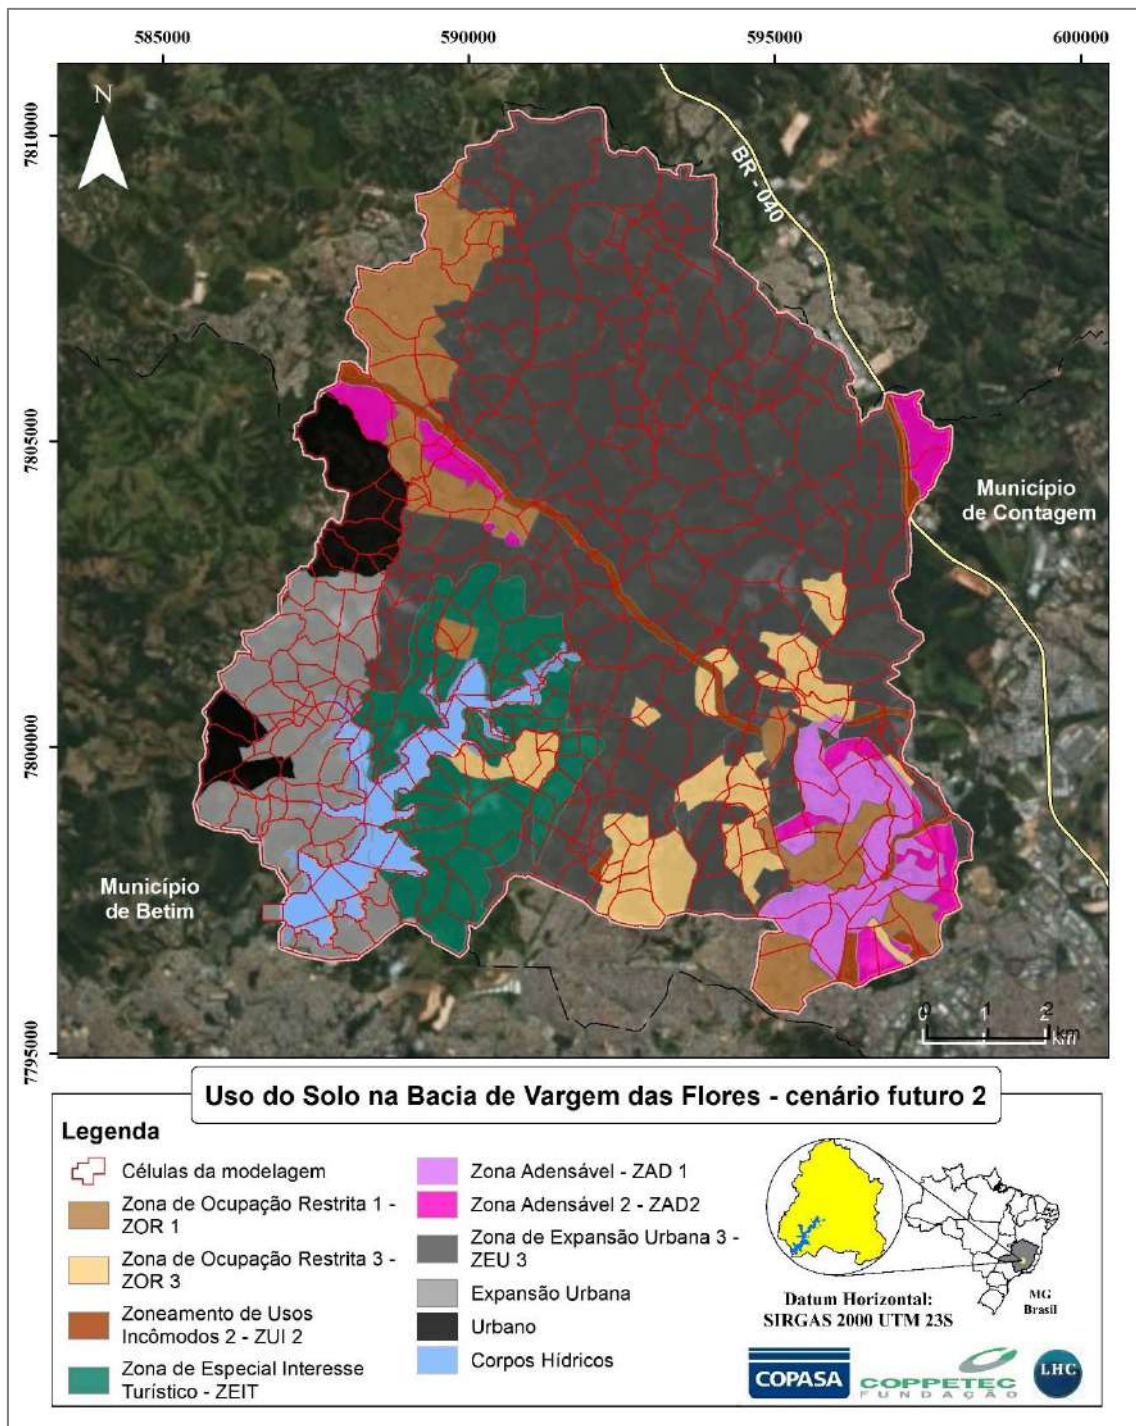 585000
590000
595000
600000
N
7810000
7805000
7800000
7795000
BR - 040
Município
de Contagem
Município
de Betim
0 1 2
km
0 1 2
km
Uso do Solo na Bacia de Vargem das Flores - cenário futuro 2
Legenda
Células da modelagem
Zona de Ocupação Restrita 1 -
ZOR 1
Zona de Ocupação Restrita 3 -
ZOR 3
Zoneamento de Usos
Incômodos 2 - ZUI 2
Zona de Especial Interesse
Turístico - ZEIT
Zona Adensável - ZAD 1
Zona Adensável 2 - ZAD2
Zona de Expansão Urbana 3 -
ZEU 3
Expansão Urbana
Urbano
Corpos Hídricos
MG
Brasil
Datum Horizontal:
SIRGAS 2000 UTM 23S
COPASA
COPPETEC
FUNDAÇÃO
LHC